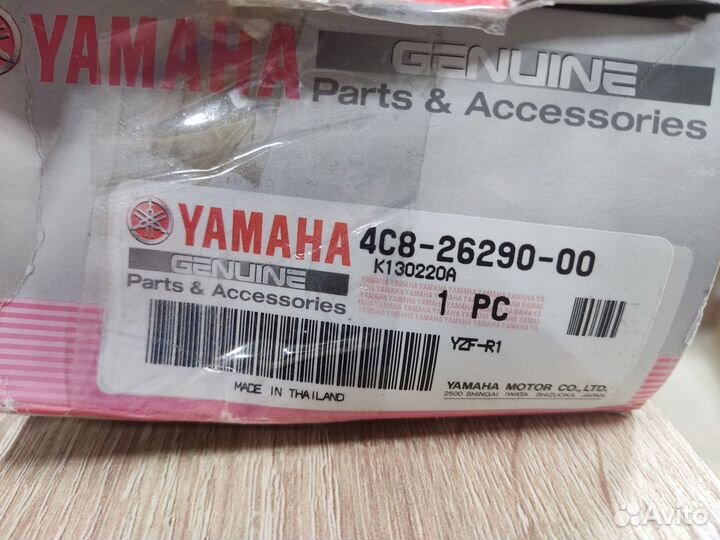 YAMAHA GENUINE
Parts & Accessories
YAMAHA 4C8-26290-00
GENUINE K130220A
Parts & Accessories
1 PC
YZF-R1
MADE IN THAILAND
YAMAHA MOTOR CO., LTD.
2500 SHINGAI IWATA SHIZUOKA, JAPAN
Avito